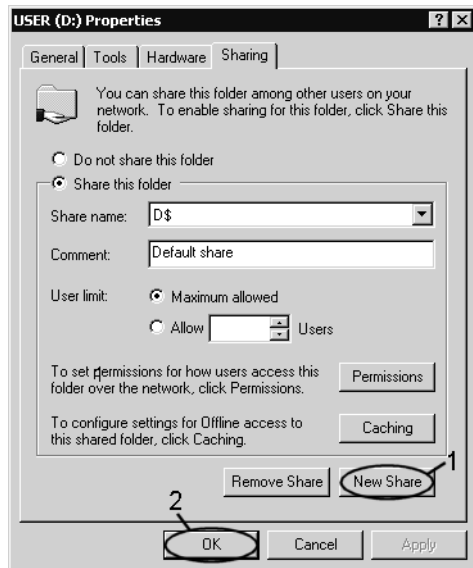 USER (D:) Properties
General Tools Hardware Sharing
You can share this folder among other users on your
network. To enable sharing for this folder, click Share this
folder.
Do not share this folder
Share this folder
Share name: D$
Comment: Default share
User limit: Maximum allowed
Allow Users
To set permissions for how users access this
folder over the network, click Permissions.
Permissions
To configure settings for Offline access to
this shared folder, click Caching.
Caching
1
Remove Share New Share
2
OK Cancel Apply